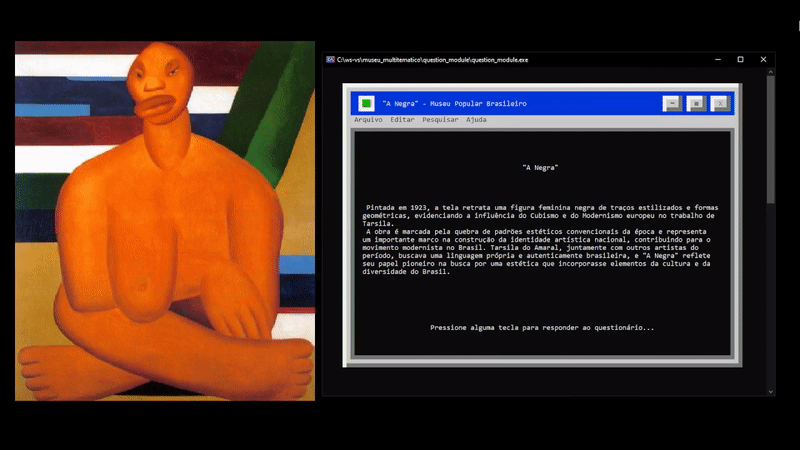 C:\ws-vs\museu_multitematico\question_module\question_module.exe
"A Negra" - Museu Popular Brasileiro
Arquivo Editar Pesquisar Ajuda
"A Negra"
Pintada em 1923, a tela retrata uma figura feminina negra de traços estilizados e formas
geométricas, evidenciando a influência do Cubismo e do Modernismo europeu no trabalho de
Tarsila.
A obra é marcada pela quebra de padrões estéticos convencionais da época e representa
um importante marco na construção da identidade artística nacional, contribuindo para o
movimento modernista no Brasil. Tarsila do Amaral, juntamente com outros artistas do
período, buscava uma linguagem própria e autenticamente brasileira, e "A Negra" reflete
seu papel pioneiro na busca por uma estética que incorporasse elementos da cultura e da
diversidade do Brasil.
Pressione alguma tecla para responder ao questionário...